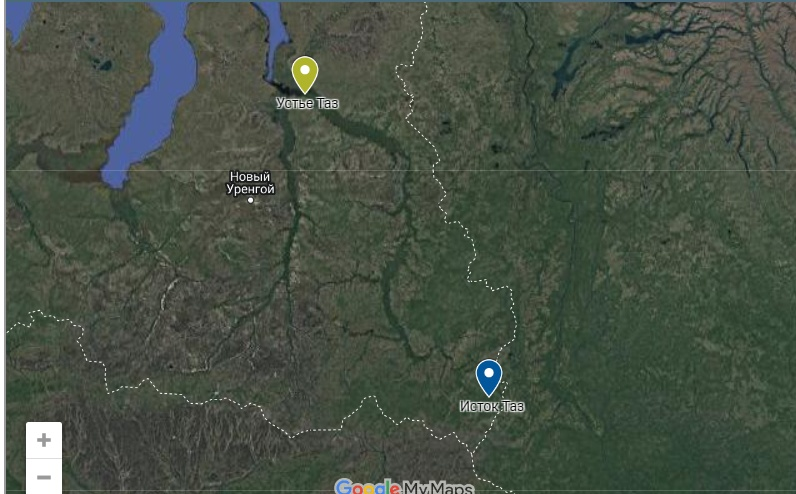 Устье Таз
Новый
Уренгой
Исток Таз
+
−
Google My Maps